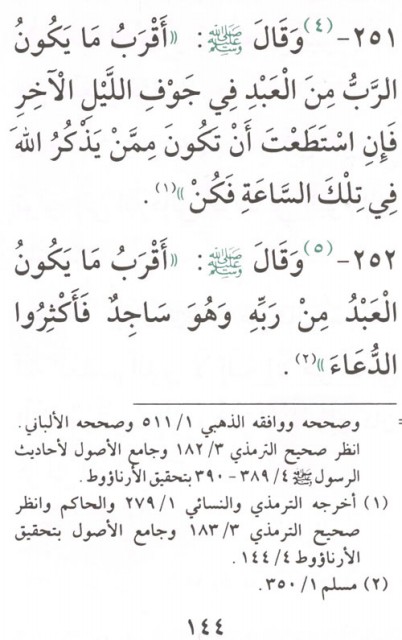 ٢٥١- (٤) وَقَالَ ﷺ : «أَقْرَبُ مَا يَكُونُ
الرَّبُّ مِنَ الْعَبْدِ فِي جَوْفِ اللَّيْلِ الْآخِرِ
فَإِنِ اسْتَطَعْتَ أَنْ تَكُونَ مِمَّنْ يَذْكُرُ اللهَ
فِي تِلْكَ السَّاعَةِ فَكُنْ»(١).
٢٥٢- (٥) وَقَالَ ﷺ : «أَقْرَبُ مَا يَكُونُ
الْعَبْدُ مِنْ رَبِّهِ وَهُوَ سَاجِدٌ فَأَكْثِرُوا
الدُّعَاءَ»(٢).
= وصححه ووافقه الذهبي ١/ ٥١١ وصححه الألباني.
انظر صحيح الترمذي ٣/ ١٨٢ وجامع الأصول لأحاديث
الرسول ﷺ ٤/ ٣٨٩ - ٣٩٠ بتحقيق الأرناؤوط.
(١) أخرجه الترمذي والنسائي ١/ ٢٧٩ والحاكم وانظر
صحيح الترمذي ٣/ ١٨٣ وجامع الأصول بتحقيق
الأرناؤوط ٤/ ١٤٤.
(٢) مسلم ١/ ٣٥٠.
١٤٤